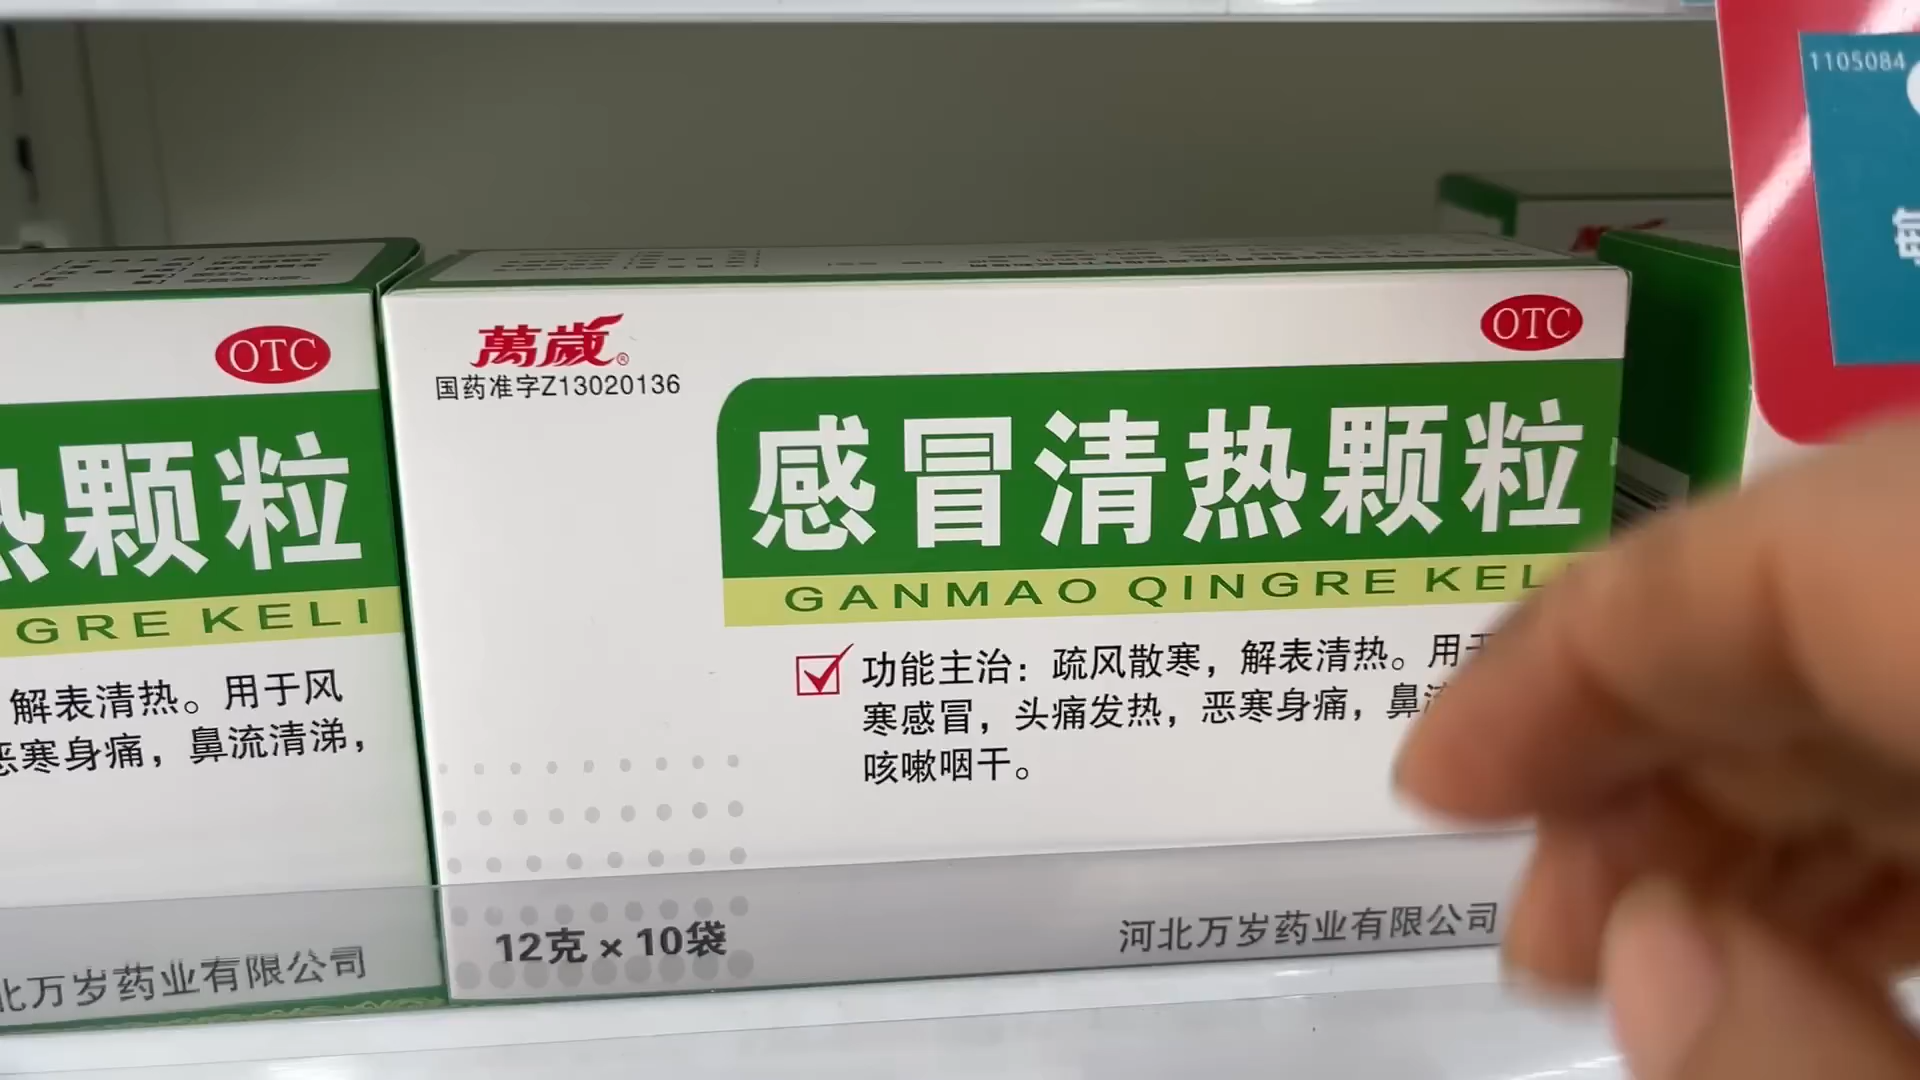 OTC
热颗粒
NGRE KELI
解表清热。用于风
恶寒身痛，鼻流清涕，
北万岁药业有限公司
萬歲®
国药准字Z13020136
OTC
感冒清热颗粒
GANMAO QINGRE KEL
功能主治：疏风散寒，解表清热。用于
寒感冒，头痛发热，恶寒身痛，鼻流
咳嗽咽干。
12克×10袋
河北万岁药业有限公司
1105084